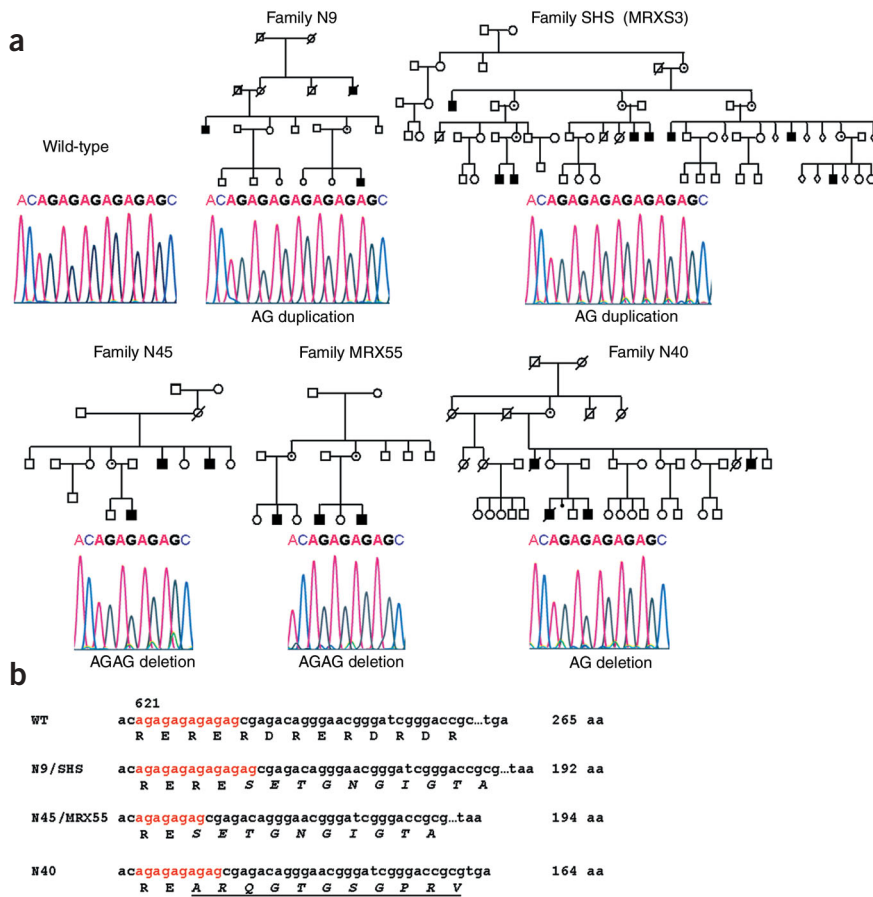 a
Family N9
Family SHS (MRXS3)
Wild-type
ACAGAGAGAGAGAGC
ACAGAGAGAGAGAGAGC
ACAGAGAGAGAGAGAGC
AG duplication
AG duplication
Family N45
Family MRX55
Family N40
ACAGAGAGAGC
ACAGAGAGAGC
ACAGAGAGAGAGC
AGAG deletion
AGAG deletion
AG deletion
b
621
WT acagagagagagagcgagacagggaacgggatcgggaccgc...tga 265 aa
R E R E R D R E R D R D R
N9/SHS acagagagagagagagcgagacagggaacgggatcgggaccgcg...taa 192 aa
R E R E S E T G N G I G T A
N45/MRX55 acagagagagcgagacagggaacgggatcgggaccgcg...taa 194 aa
R E S E T G N G I G T A
N40 acagagagagagcgagacagggaacgggatcgggaccgcgtga 164 aa
R E A R Q G T G S G P R V